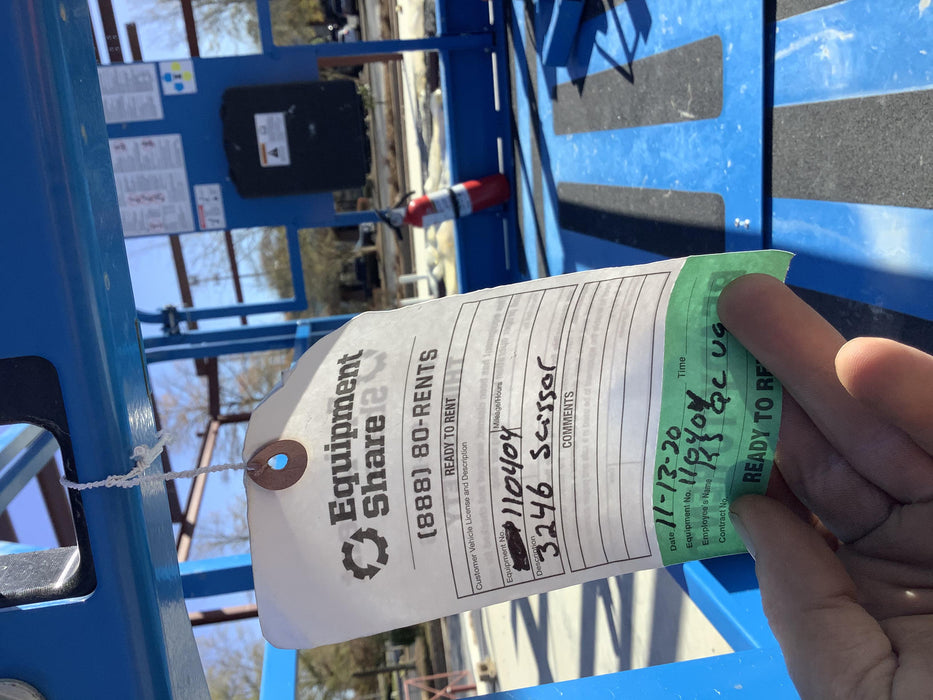 Equipment
Share
(888) 80-RENTS
READY TO RENT
Customer Vehicle License and Description
Equipment No. 110404 Mileage/Hours
Description 3246 Scissor
COMMENTS
Date 11-13-20 Time
Equipment No. 110404
Employee's Name
Contract No.
READY TO RE